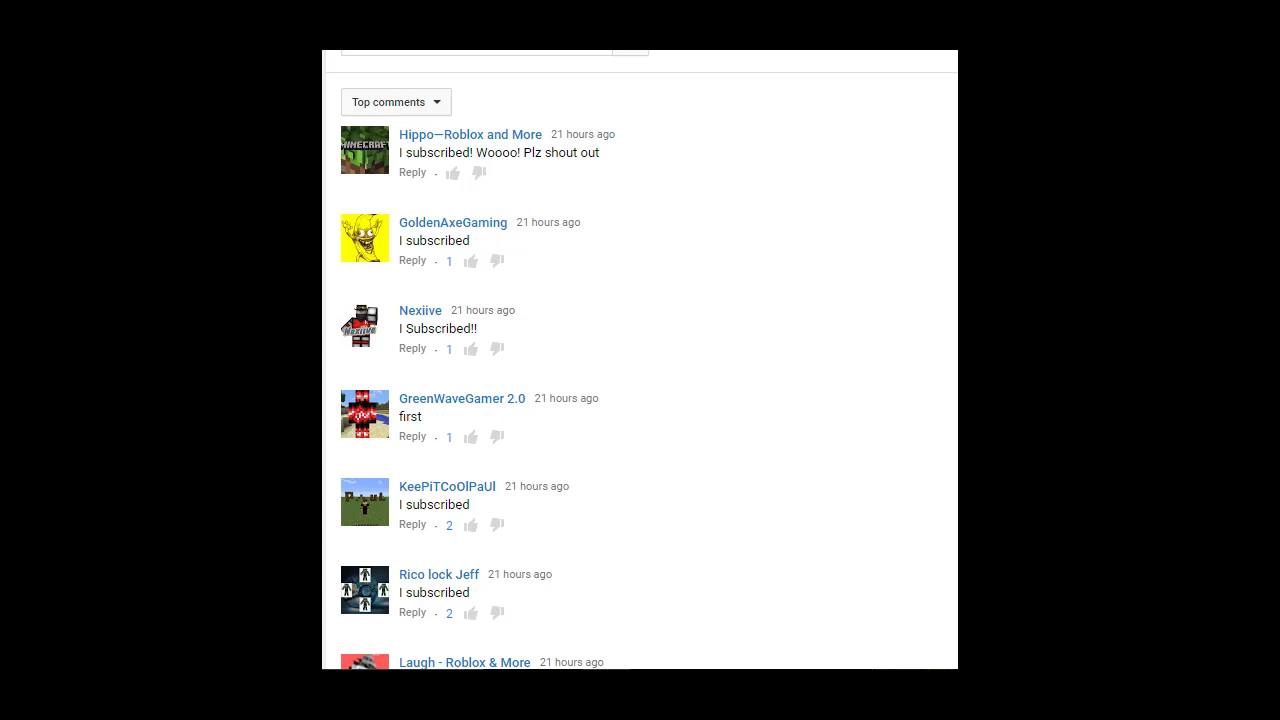 Top comments
MINECRAFT
Hippo—Roblox and More 21 hours ago
I subscribed! Woooo! Plz shout out
Reply .
GoldenAxeGaming 21 hours ago
I subscribed
Reply . 1
Nexiive 21 hours ago
I Subscribed!!
Nexiive
Reply . 1
GreenWaveGamer 2.0 21 hours ago
first
Reply . 1
KeePiTCoOlPaUl 21 hours ago
I subscribed
Reply . 2
Rico lock Jeff 21 hours ago
I subscribed
Reply . 2
Laugh - Roblox & More 21 hours ago